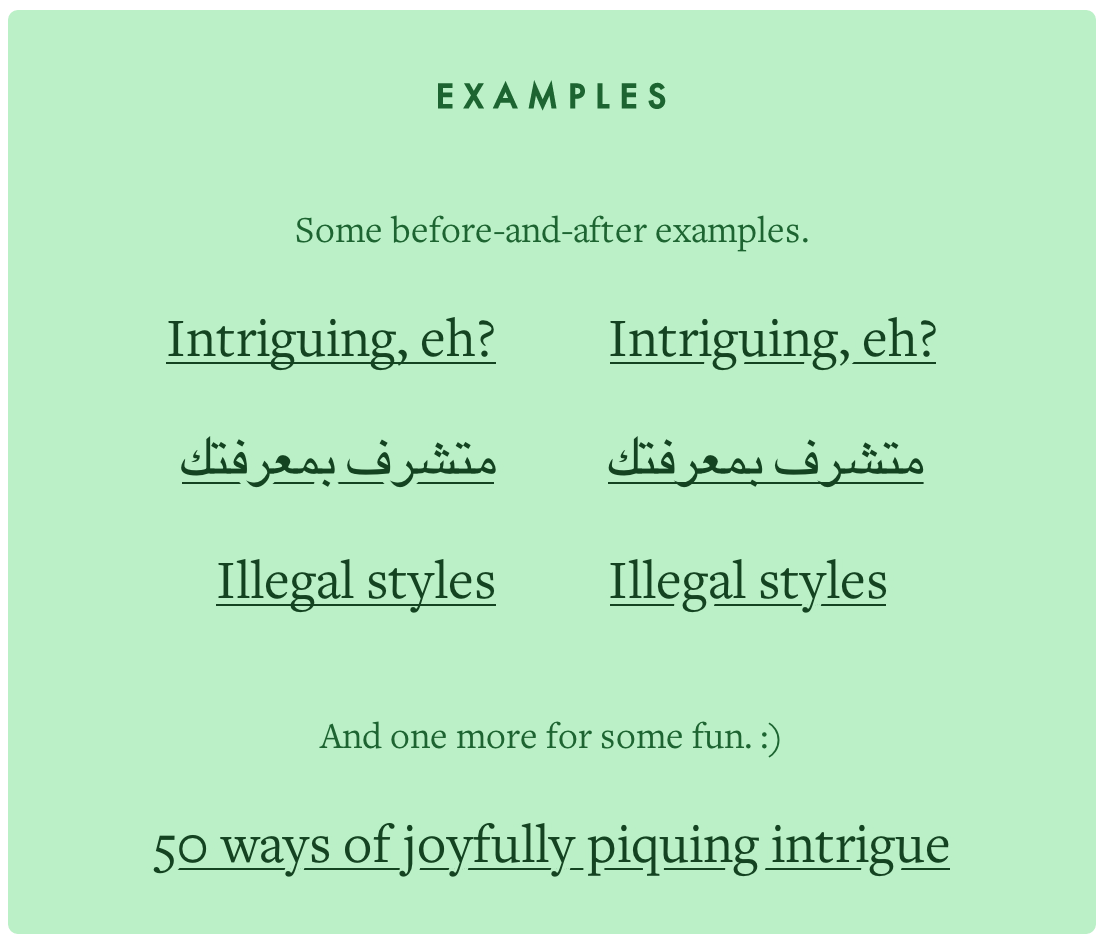 EXAMPLES
Some before-and-after examples.
Intriguing, eh? Intriguing, eh?
متشرف بمعرفتك متشرف بمعرفتك
Illegal styles Illegal styles
And one more for some fun. :)
50 ways of joyfully piquing intrigue